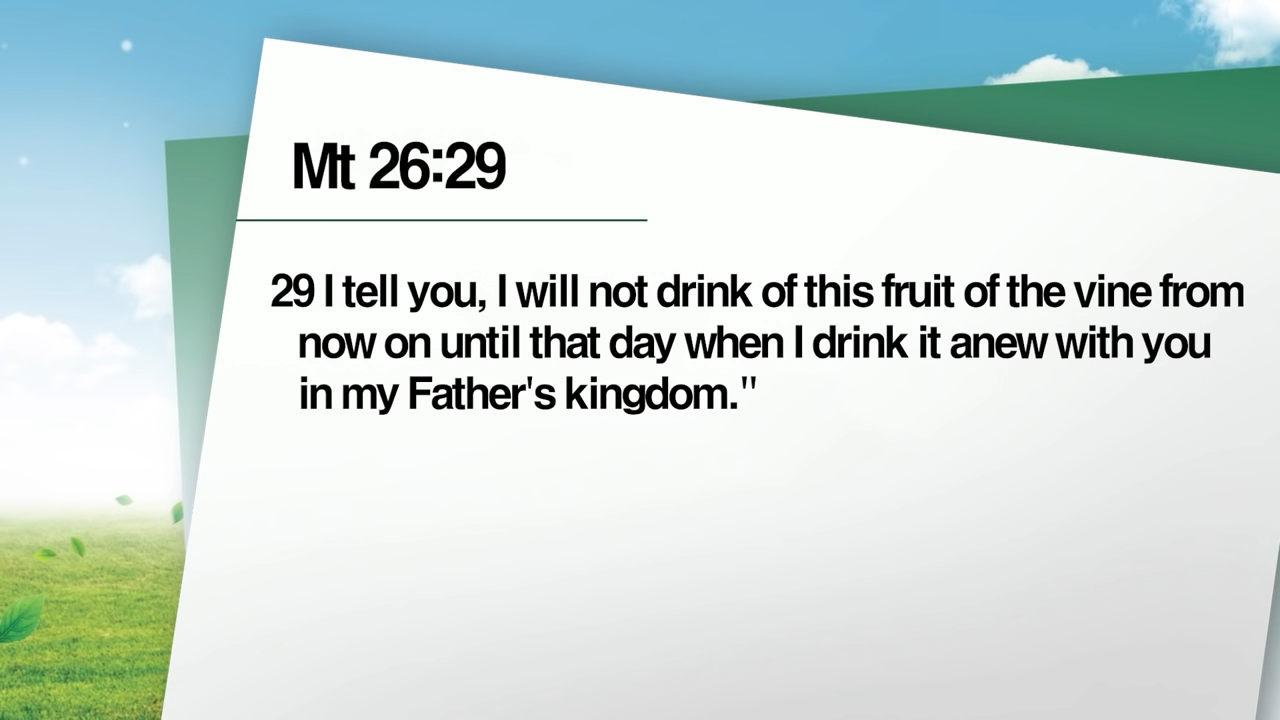 Mt 26:29
29 I tell you, I will not drink of this fruit of the vine from
now on until that day when I drink it anew with you
in my Father's kingdom."